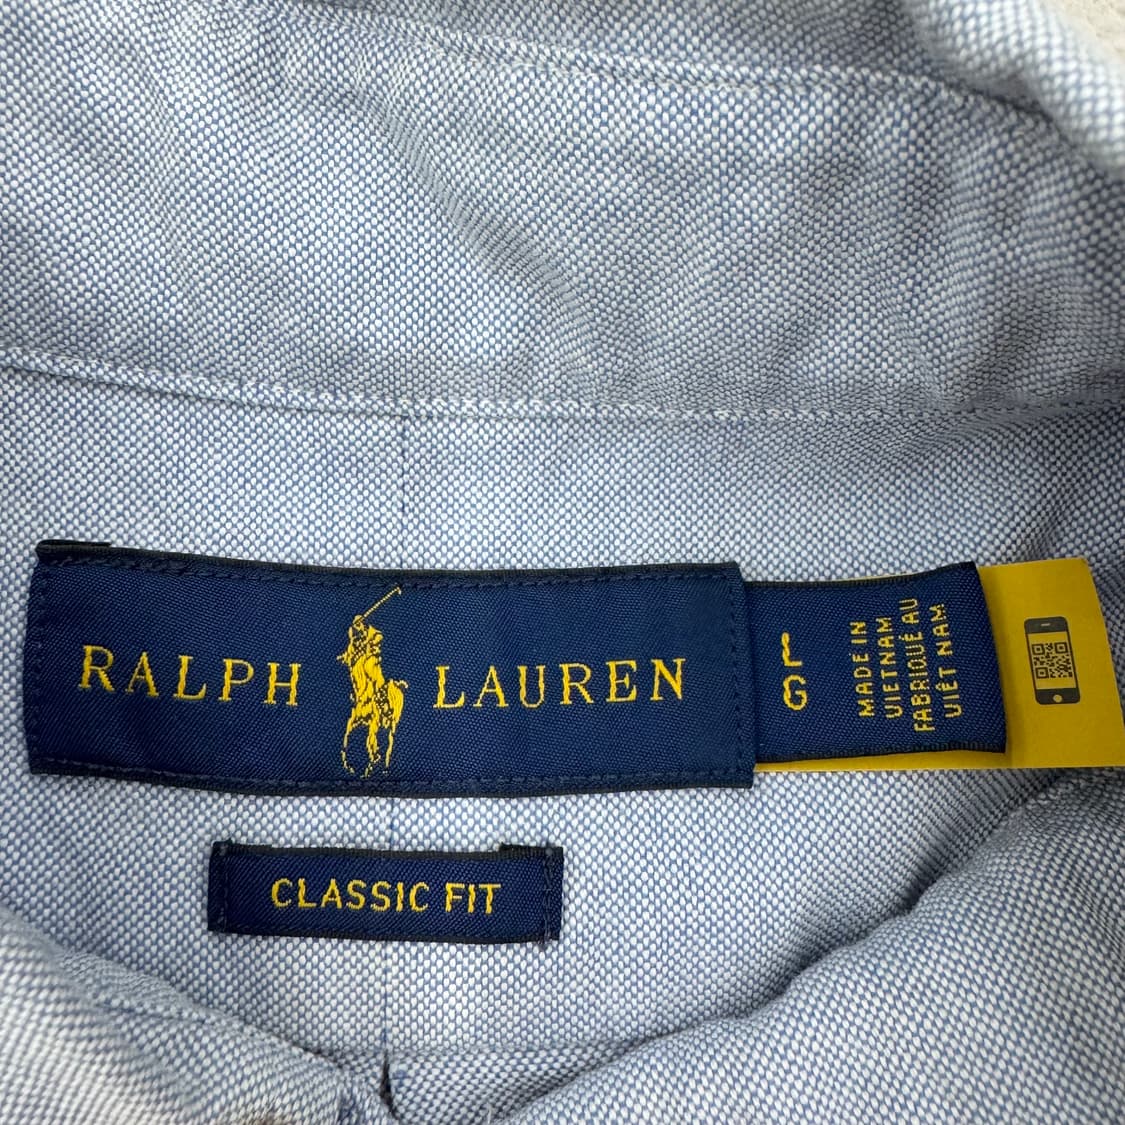 RALPH LAUREN
L
G
MADE IN
VIETNAM
FABRIQUÉ AU
VIÊT NAM
CLASSIC FIT